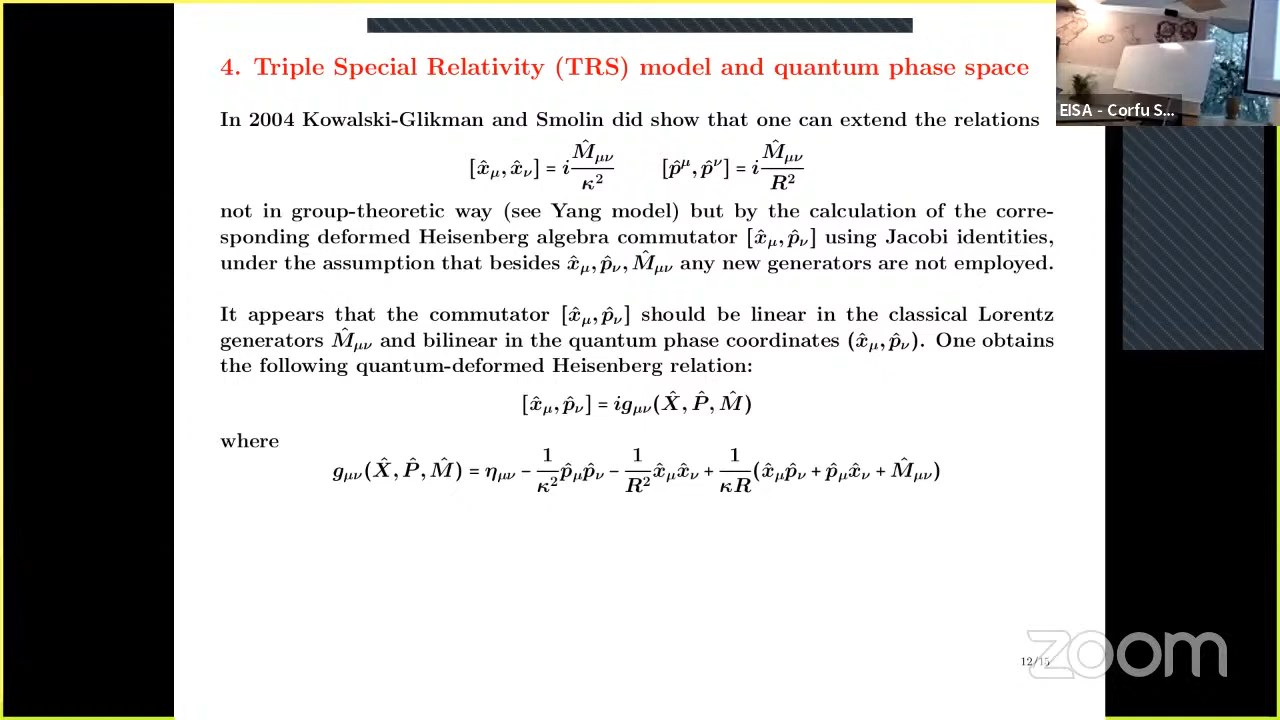 4. Triple Special Relativity (TRS) model and quantum phase space
In 2004 Kowalski-Glikman and Smolin did show that one can extend the relations
[x̂_μ, x̂_ν] = i M̂_μν / κ²   [p̂^μ, p̂^ν] = i M̂_μν / R²
not in group-theoretic way (see Yang model) but by the calculation of the corre-
sponding deformed Heisenberg algebra commutator [x̂_μ, p̂_ν] using Jacobi identities,
under the assumption that besides x̂_μ, p̂_ν, M̂_μν any new generators are not employed.
It appears that the commutator [x̂_μ, p̂_ν] should be linear in the classical Lorentz
generators M̂_μν and bilinear in the quantum phase coordinates (x̂_μ, p̂_ν). One obtains
the following quantum-deformed Heisenberg relation:
[x̂_μ, p̂_ν] = i g_μν(X̂, P̂, M̂)
where
g_μν(X̂, P̂, M̂) = η_μν − 1/κ² p̂_μ p̂_ν − 1/R² x̂_μ x̂_ν + 1/κR (x̂_μ p̂_ν + p̂_μ x̂_ν + M̂_μν)
12/15
EISA - Corfu S...
zoom